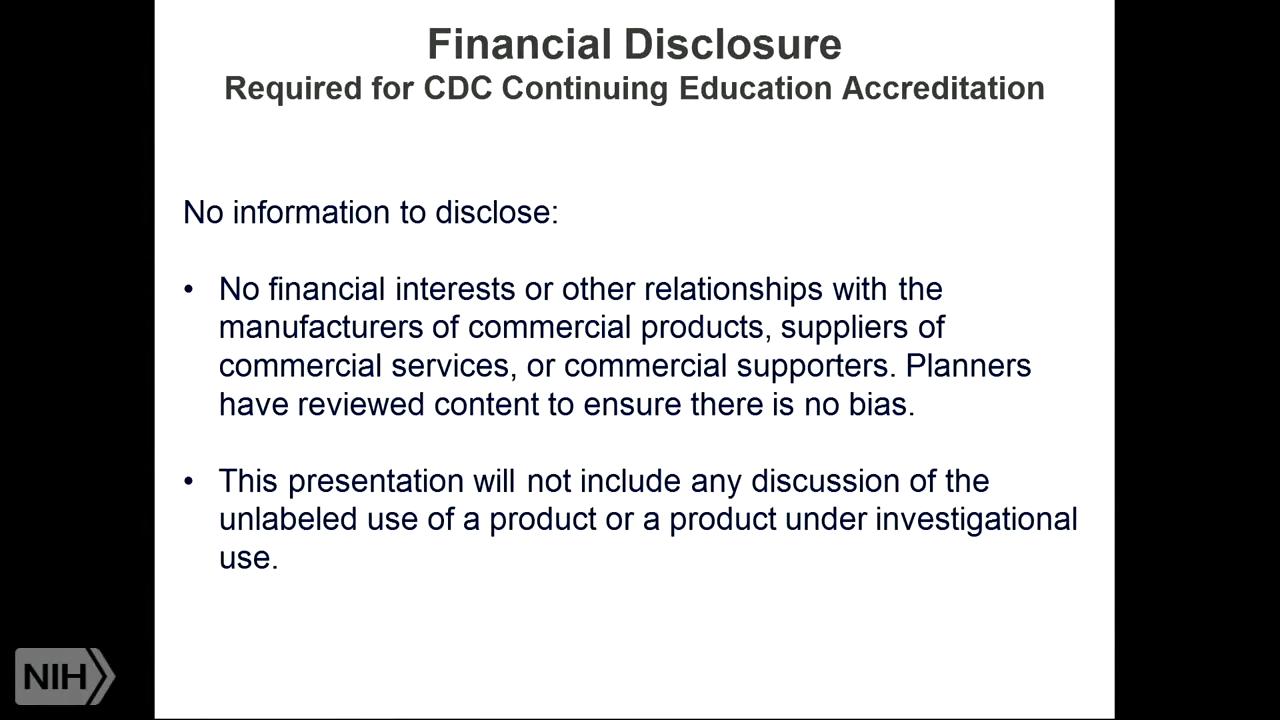 Financial Disclosure
Required for CDC Continuing Education Accreditation
No information to disclose:
• No financial interests or other relationships with the
manufacturers of commercial products, suppliers of
commercial services, or commercial supporters. Planners
have reviewed content to ensure there is no bias.
• This presentation will not include any discussion of the
unlabeled use of a product or a product under investigational
use.
NIH